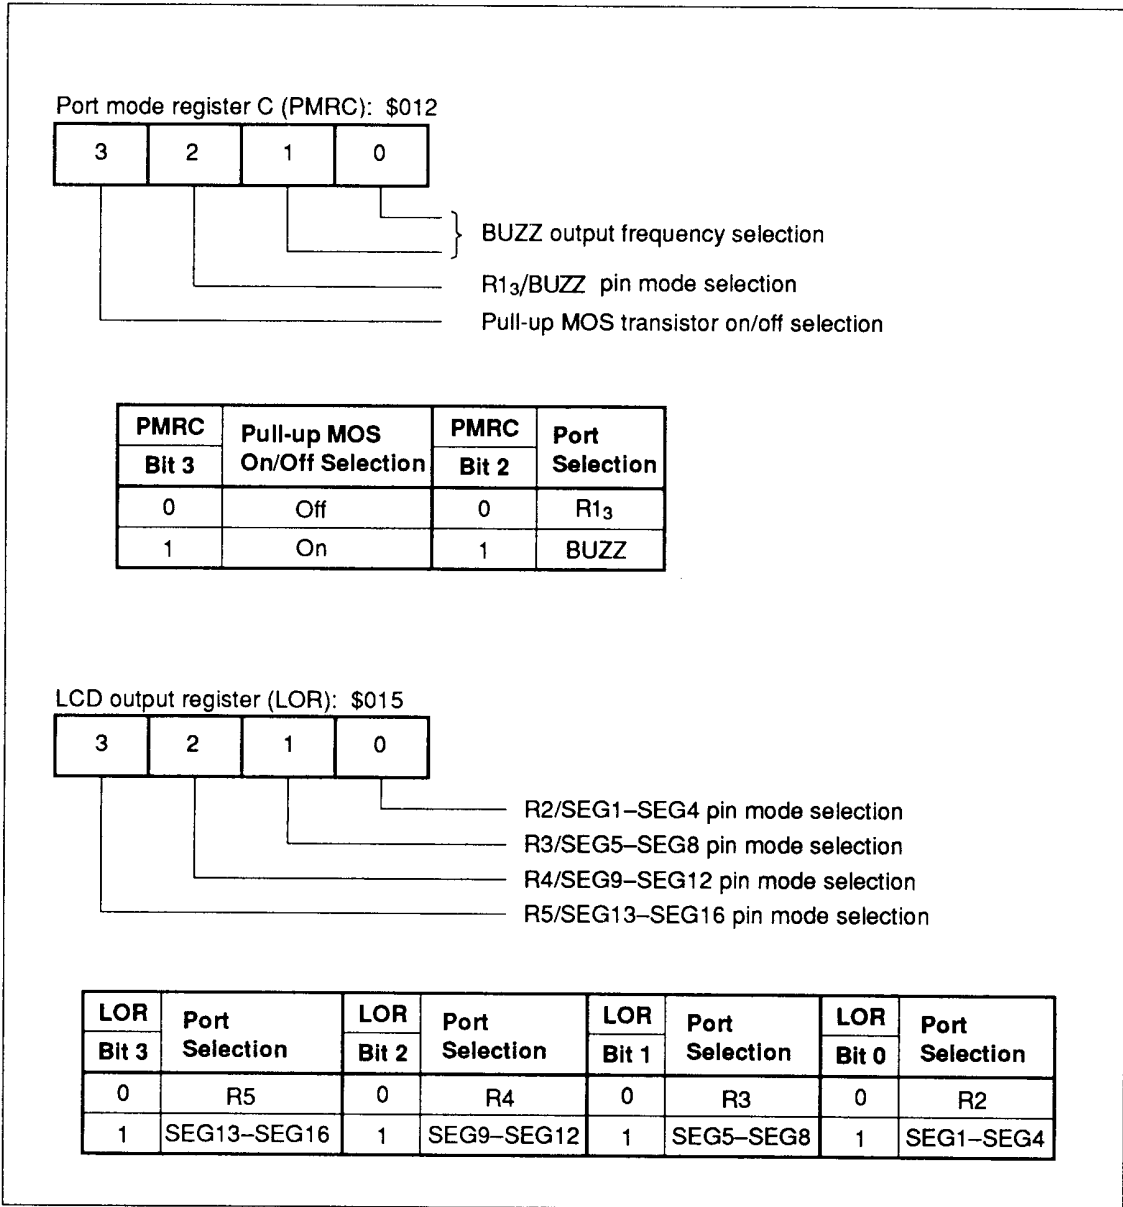 Port mode register C (PMRC): $012
3 2 1 0
BUZZ output frequency selection
R1₃/BUZZ pin mode selection
Pull-up MOS transistor on/off selection
PMRC Pull-up MOS PMRC Port
Bit 3 On/Off Selection Bit 2 Selection
0 Off 0 R1₃
1 On 1 BUZZ
LCD output register (LOR): $015
3 2 1 0
R2/SEG1–SEG4 pin mode selection
R3/SEG5–SEG8 pin mode selection
R4/SEG9–SEG12 pin mode selection
R5/SEG13–SEG16 pin mode selection
LOR Port LOR Port LOR Port LOR Port
Bit 3 Selection Bit 2 Selection Bit 1 Selection Bit 0 Selection
0 R5 0 R4 0 R3 0 R2
1 SEG13–SEG16 1 SEG9–SEG12 1 SEG5–SEG8 1 SEG1–SEG4